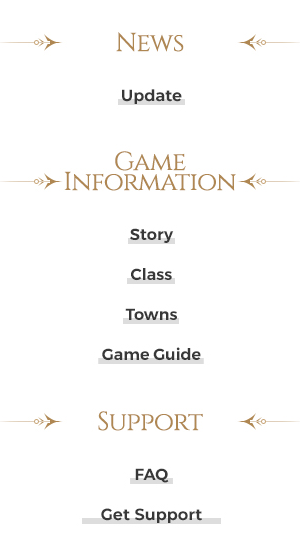 News
Update
Game
Information
Story
Class
Towns
Game Guide
Support
FAQ
Get Support